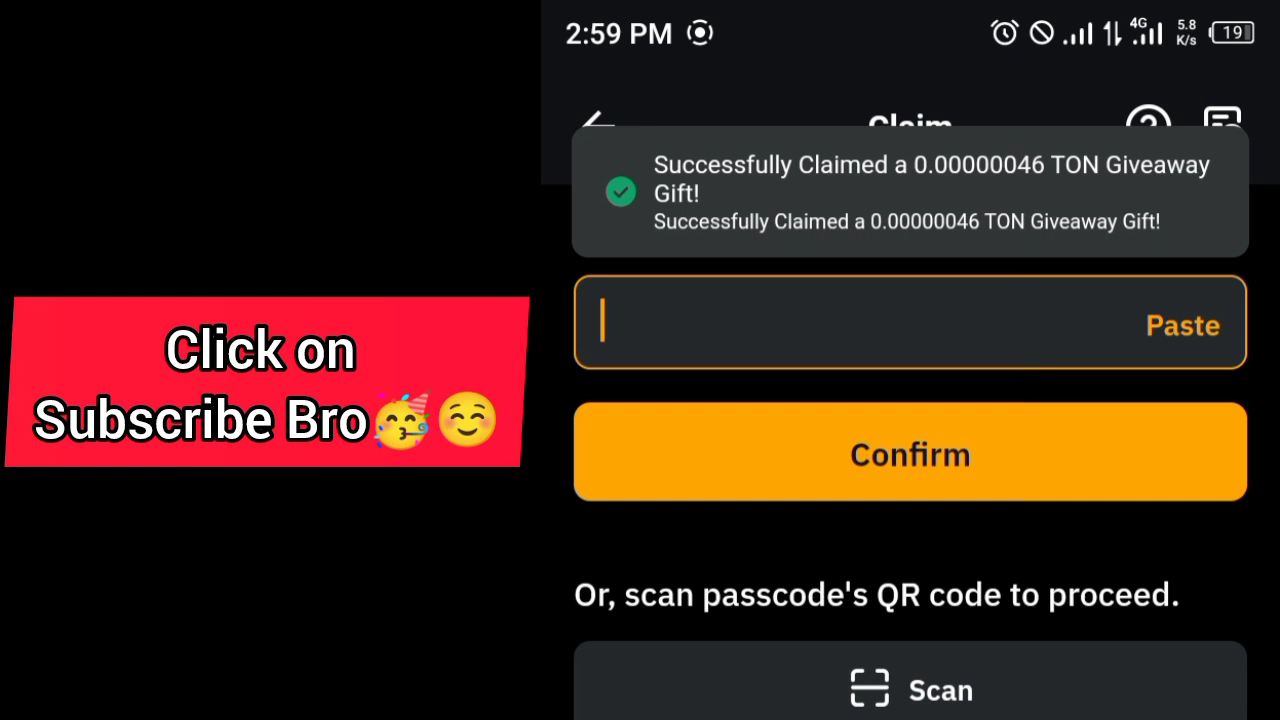 2:59 PM
4G
5.8
K/s
19
Claim
Successfully Claimed a 0.00000046 TON Giveaway
Gift!
Successfully Claimed a 0.00000046 TON Giveaway Gift!
Paste
Confirm
Or, scan passcode's QR code to proceed.
Scan
Click on
Subscribe Bro🥳☺️